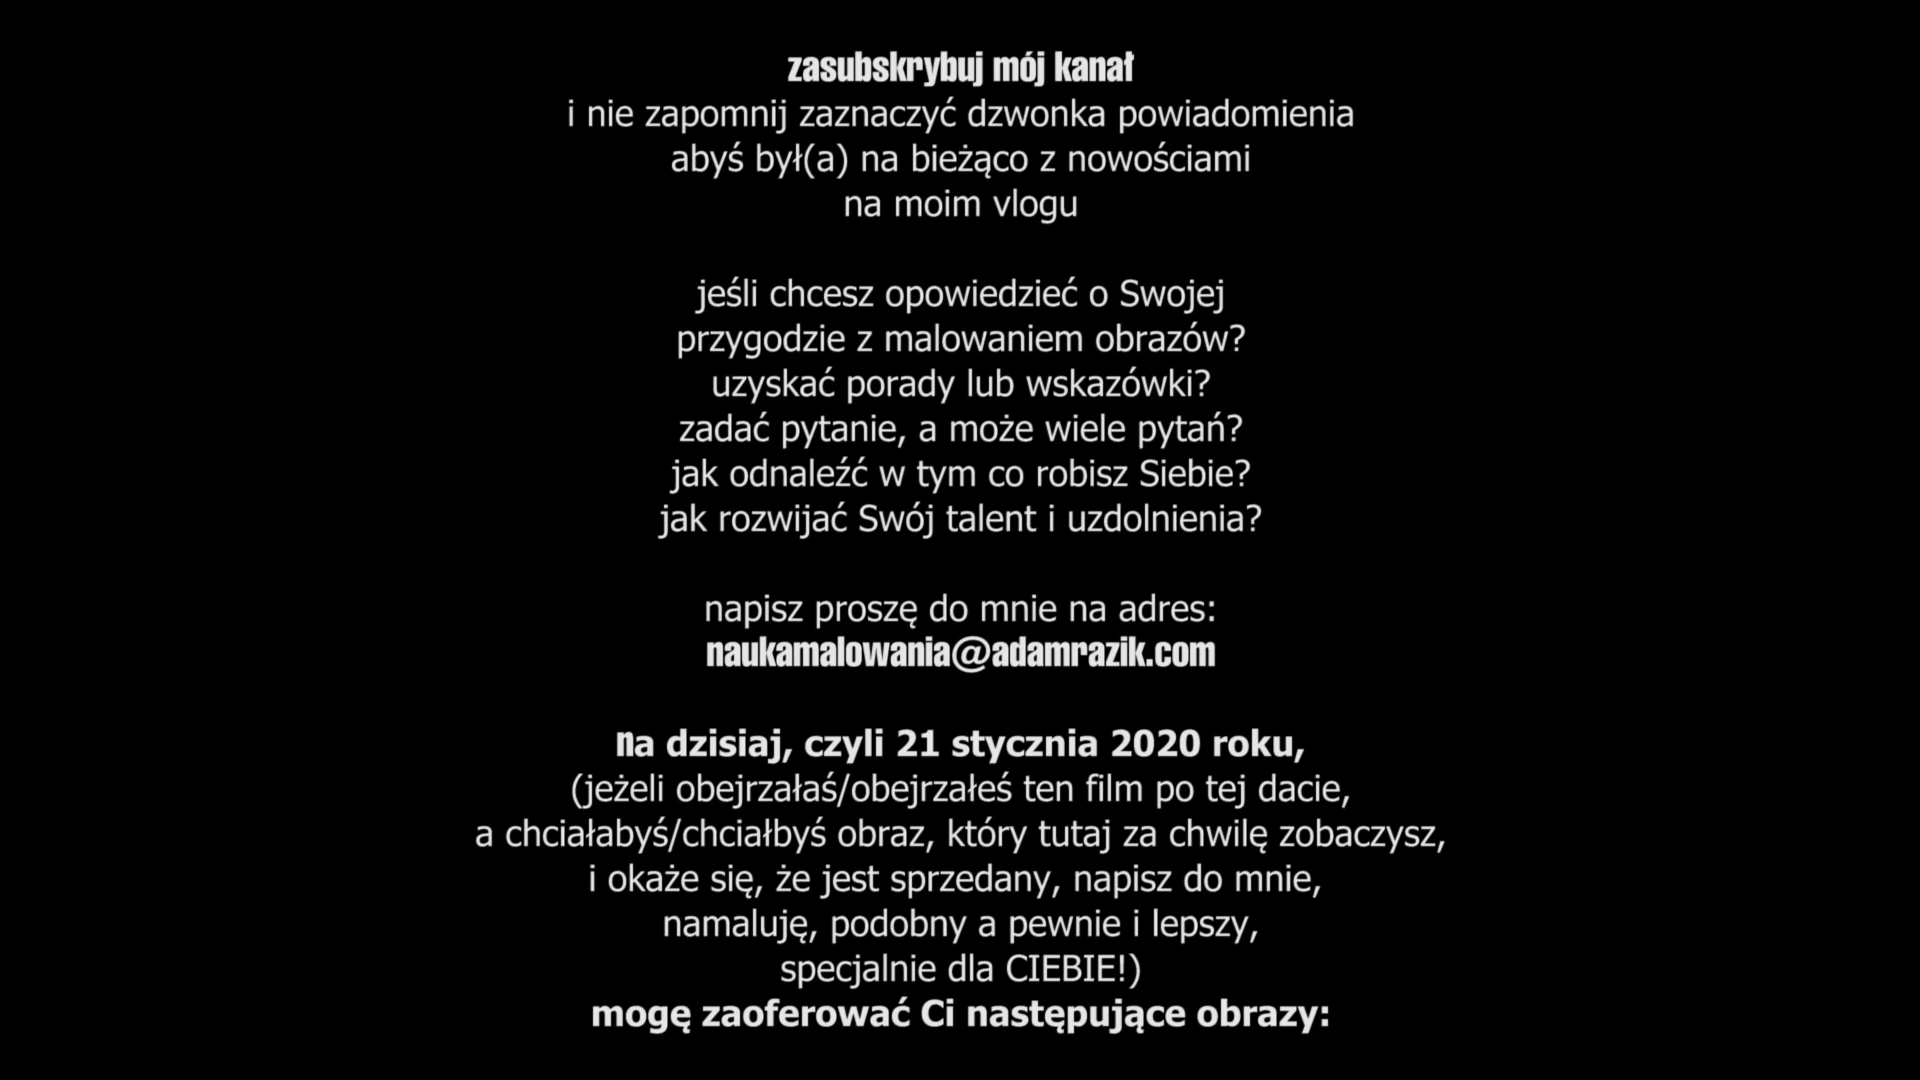 zasubskrybuj mój kanał
i nie zapomnij zaznaczyć dzwonka powiadomienia
abyś był(a) na bieżąco z nowościami
na moim vlogu
jeśli chcesz opowiedzieć o Swojej
przygodzie z malowaniem obrazów?
uzyskać porady lub wskazówki?
zadać pytanie, a może wiele pytań?
jak odnaleźć w tym co robisz Siebie?
jak rozwijać Swój talent i uzdolnienia?
napisz proszę do mnie na adres:
naukamalowania@adamrazik.com
na dzisiaj, czyli 21 stycznia 2020 roku,
(jeżeli obejrzałaś/obejrzałeś ten film po tej dacie,
a chciałabyś/chciałbyś obraz, który tutaj za chwilę zobaczysz,
i okaże się, że jest sprzedany, napisz do mnie,
namaluję, podobny a pewnie i lepszy,
specjalnie dla CIEBIE!)
mogę zaoferować Ci następujące obrazy: